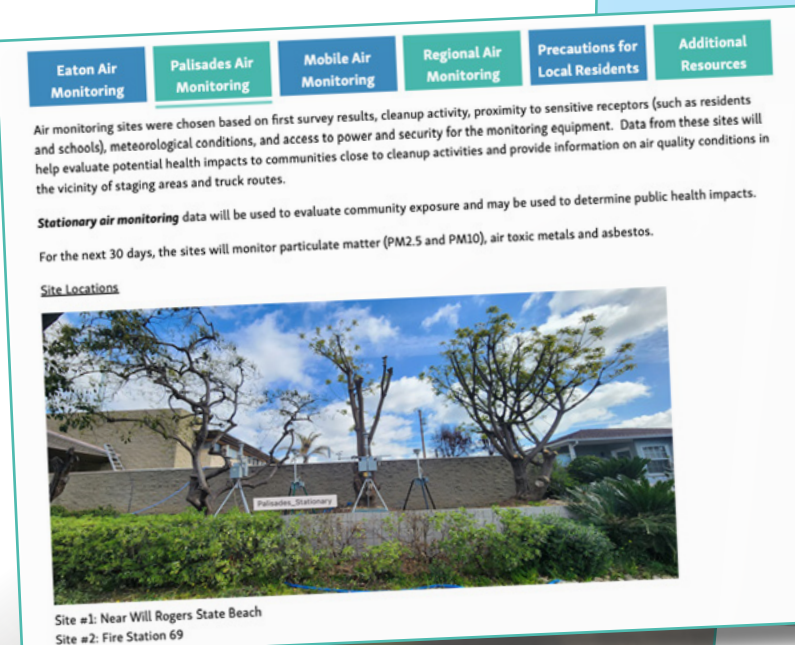 Eaton Air
Monitoring
Palisades Air
Monitoring
Mobile Air
Monitoring
Regional Air
Monitoring
Precautions for
Local Residents
Additional
Resources
Air monitoring sites were chosen based on first survey results, cleanup activity, proximity to sensitive receptors (such as residents
and schools), meteorological conditions, and access to power and security for the monitoring equipment. Data from these sites will
help evaluate potential health impacts to communities close to cleanup activities and provide information on air quality conditions in
the vicinity of staging areas and truck routes.
Stationary air monitoring data will be used to evaluate community exposure and may be used to determine public health impacts.
For the next 30 days, the sites will monitor particulate matter (PM2.5 and PM10), air toxic metals and asbestos.
Site Locations
Palisades_Stationary
Site #1: Near Will Rogers State Beach
Site #2: Fire Station 69